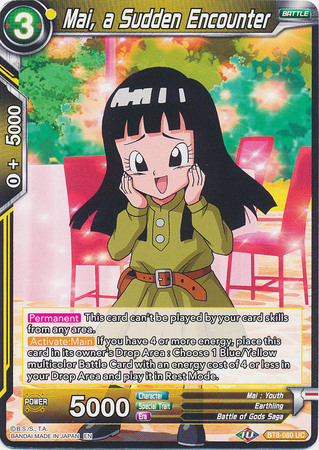 3
Mai, a Sudden Encounter
BATTLE
0 + 5000
Permanent This card can't be played by your card skills
from any area.
Activate:Main If you have 4 or more energy, place this
card in its owner's Drop Area : Choose 1 Blue/Yellow
multicolor Battle Card with an energy cost of 4 or less
in your Drop Area and play it in Rest Mode.
POWER 5000
Character Mai : Youth
Special Trait Earthling
Era Battle of Gods Saga
©B.S./S., T.A.
BANDAI MADE IN JAPAN EN
BT8-080 UC